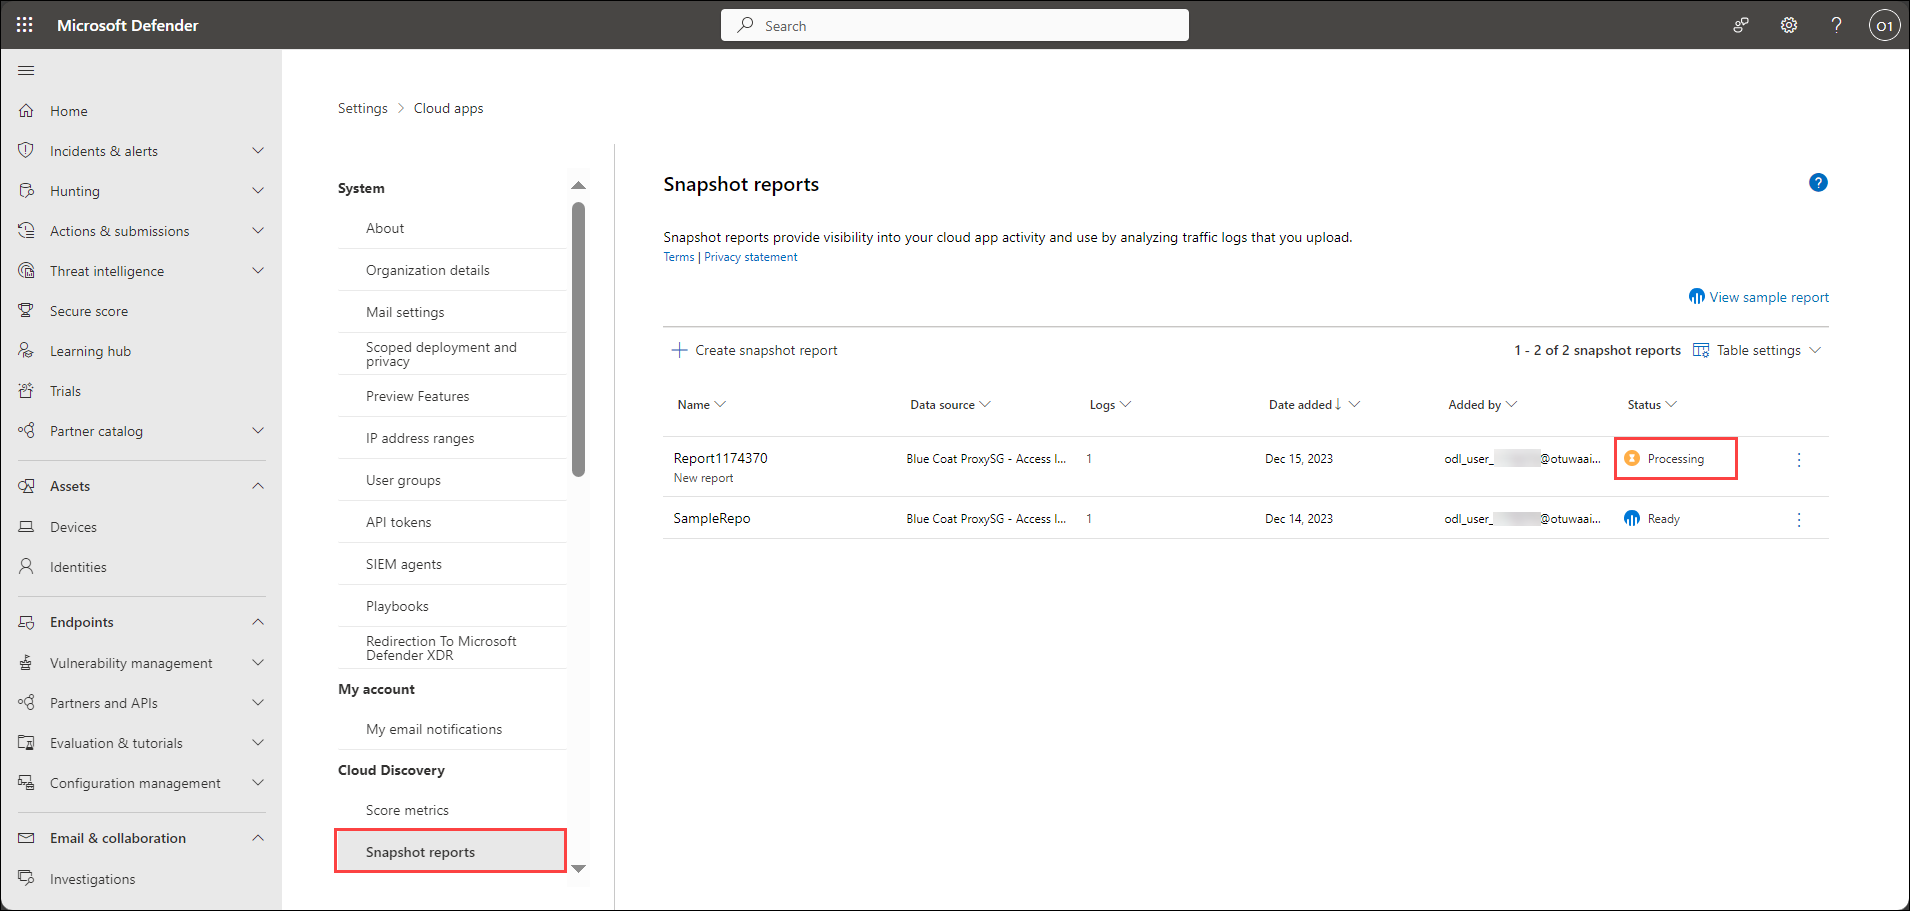 Microsoft Defender
Search
O1
Home
Incidents & alerts
Hunting
Actions & submissions
Threat intelligence
Secure score
Learning hub
Trials
Partner catalog
Assets
Devices
Identities
Endpoints
Vulnerability management
Partners and APIs
Evaluation & tutorials
Configuration management
Email & collaboration
Investigations
Settings > Cloud apps
System
About
Organization details
Mail settings
Scoped deployment and
privacy
Preview Features
IP address ranges
User groups
API tokens
SIEM agents
Playbooks
Redirection To Microsoft
Defender XDR
My account
My email notifications
Cloud Discovery
Score metrics
Snapshot reports
Snapshot reports
?
Snapshot reports provide visibility into your cloud app activity and use by analyzing traffic logs that you upload.
Terms | Privacy statement
View sample report
Create snapshot report
1 - 2 of 2 snapshot reports
Table settings
Name Data source Logs Date added↓ Added by Status
Report1174370 Blue Coat ProxySG - Access l... 1 Dec 15, 2023 odl_user_ @otuwaai... Processing
New report
SampleRepo Blue Coat ProxySG - Access l... 1 Dec 14, 2023 odl_user_ @otuwaai... Ready